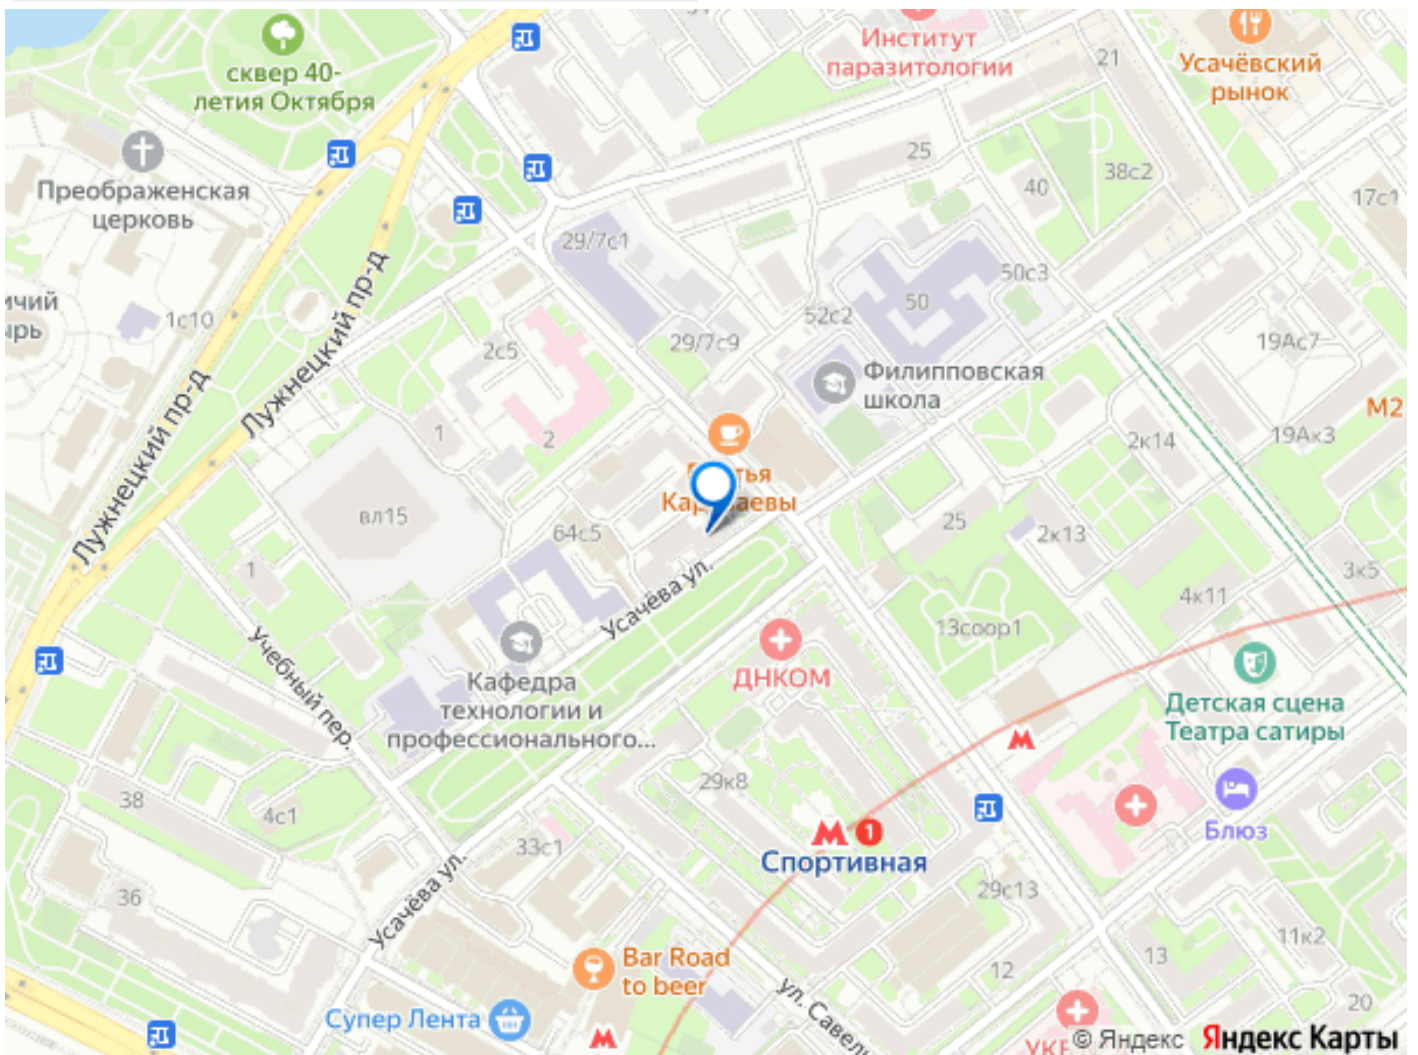 Институт
паразитологии
21
Усачёвский
рынок
сквер 40-
летия Октября
Преображенская
церковь
25
40
38с2
17с1
29/7с1
50с3
50
52с2
1с10
2с5
29/7с9
19Ас7
Филипповская
школа
М2
Лужнецкий пр-д
Лужнецкий пр-д
1
2
2к14
19Ак3
вл15
64с5
25
2к13
3к5
1
Усачёва ул.
4к11
13соор1
Учебный пер.
ДНКОМ
Кафедра
технологии и
профессионального...
Детская сцена
Театра сатиры
29к8
38
4с1
33с1
1
Спортивная
Блюз
36
Усачёва ул.
29с13
11к2
13
12
Bar Road
to beer
20
Супер Лента
© Яндекс Яндекс Карты